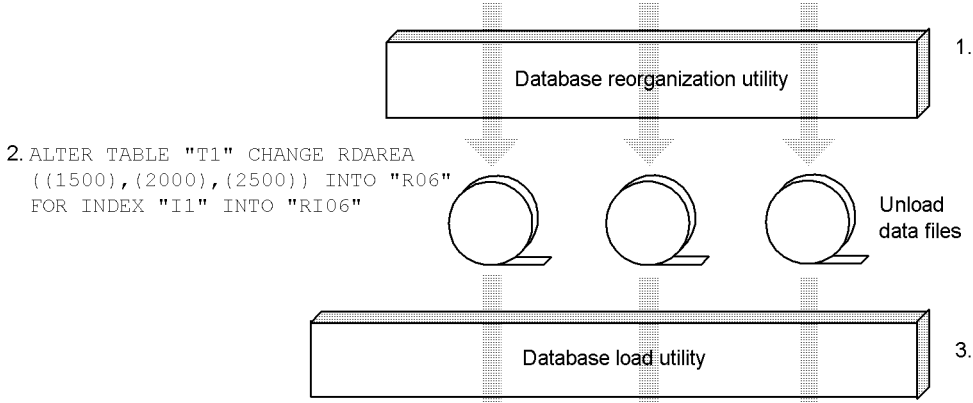 1.
Database reorganization utility
2. ALTER TABLE "T1" CHANGE RDAREA
((1500),(2000),(2500)) INTO "R06"
FOR INDEX "I1" INTO "RI06"
Unload
data files
3.
Database load utility